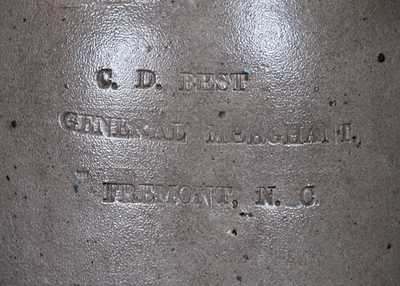 C. D. BEST
GENERAL MERCHANT,
FREMONT, N. C.